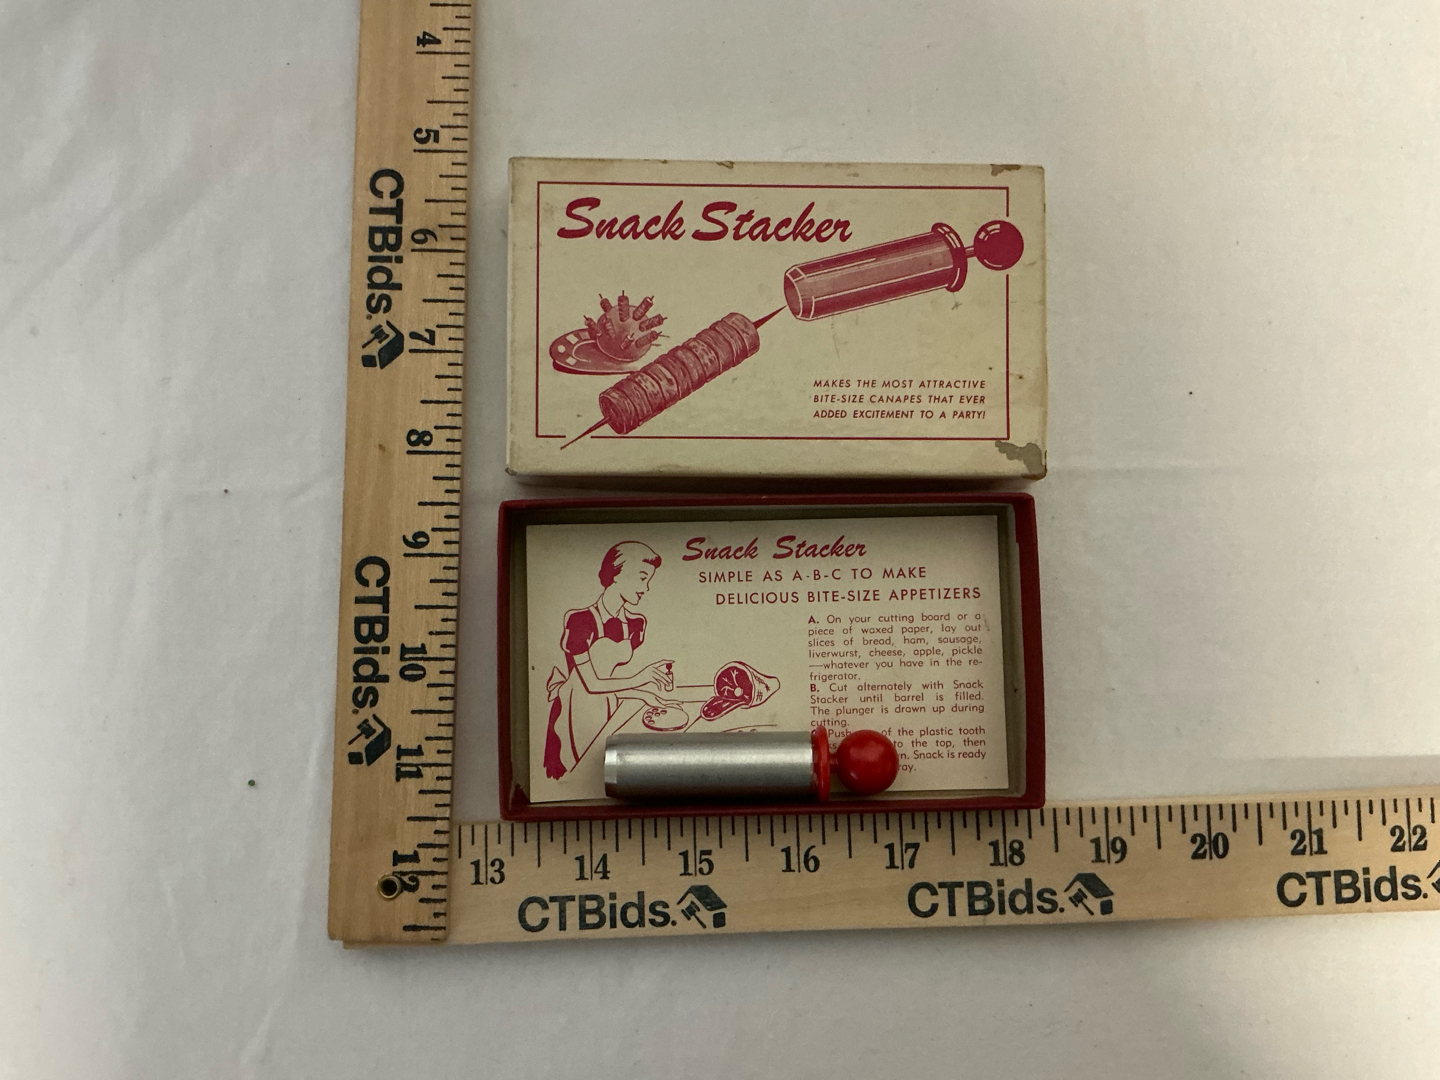 4
5
6
7
8
9
10
11
12
CTBids.
CTBids.
Snack Stacker
MAKES THE MOST ATTRACTIVE
BITE-SIZE CANAPES THAT EVER
ADDED EXCITEMENT TO A PARTY!
Snack Stacker
SIMPLE AS A-B-C TO MAKE
DELICIOUS BITE-SIZE APPETIZERS
A. On your cutting board or a
piece of waxed paper, lay out
slices of bread, ham, sausage,
liverwurst, cheese, apple, pickle
—whatever you have in the re-
frigerator.
B. Cut alternately with Snack
Stacker until barrel is filled.
The plunger is drawn up during
cutting.
Push of the plastic tooth
to the top, then
Snack is ready
13 14 15 16 17 18 19 20 21 22
CTBids. CTBids. CTBids.